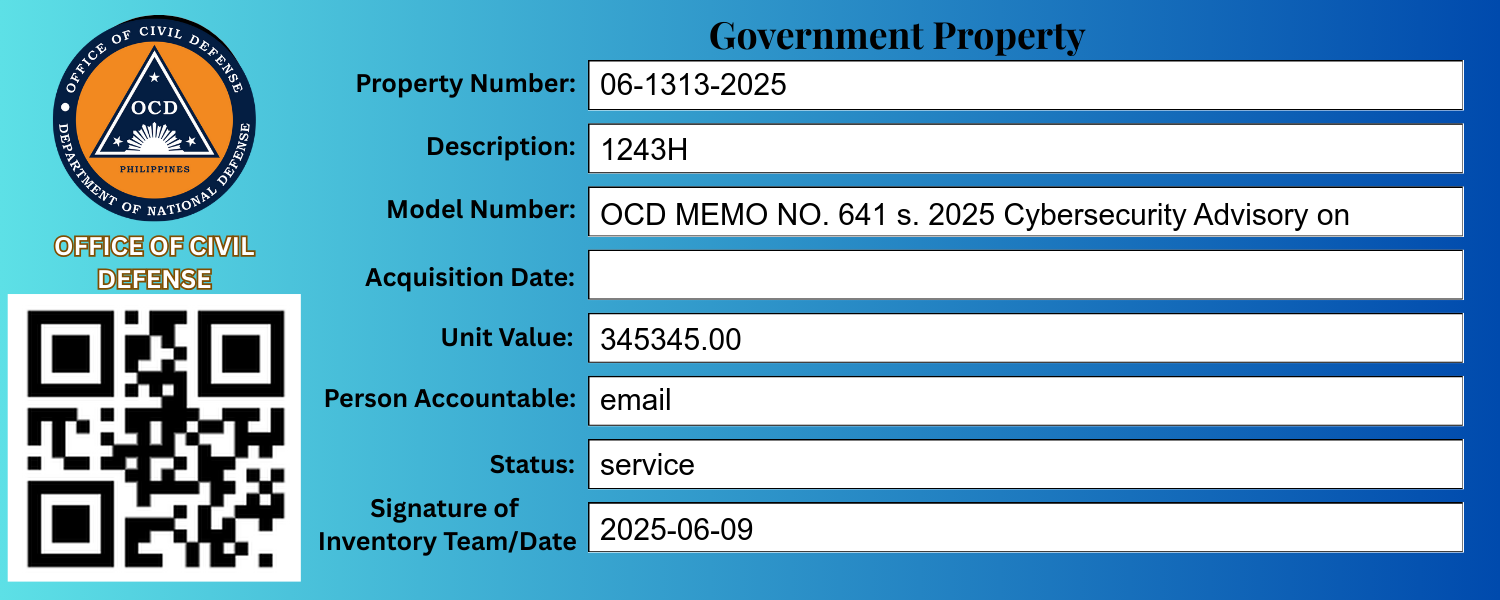 OFFICE OF CIVIL DEFENSE
OCD
PHILIPPINES
DEPARTMENT OF NATIONAL DEFENSE
OFFICE OF CIVIL
DEFENSE
Government Property
Property Number: 06-1313-2025
Description: 1243H
Model Number: OCD MEMO NO. 641 s. 2025 Cybersecurity Advisory on
Acquisition Date:
Unit Value: 345345.00
Person Accountable: email
Status: service
Signature of
Inventory Team/Date 2025-06-09